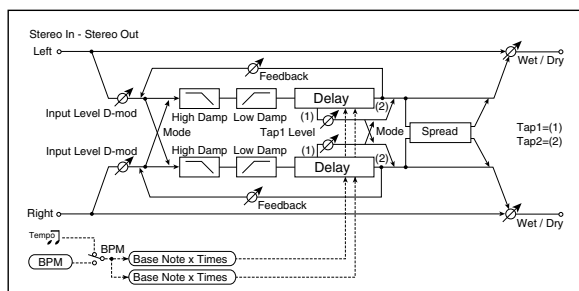 Stereo In - Stereo Out
Left
Wet / Dry
Feedback
Input Level D-mod
High Damp
Low Damp
Delay
(1)
(2)
Mode
Tap1 Level
Mode
Spread
Tap1=(1)
Tap2=(2)
Input Level D-mod
High Damp
Low Damp
(1)
(2)
Delay
Feedback
Right
Wet / Dry
Tempo
BPM
BPM
Base Note x Times
Base Note x Times